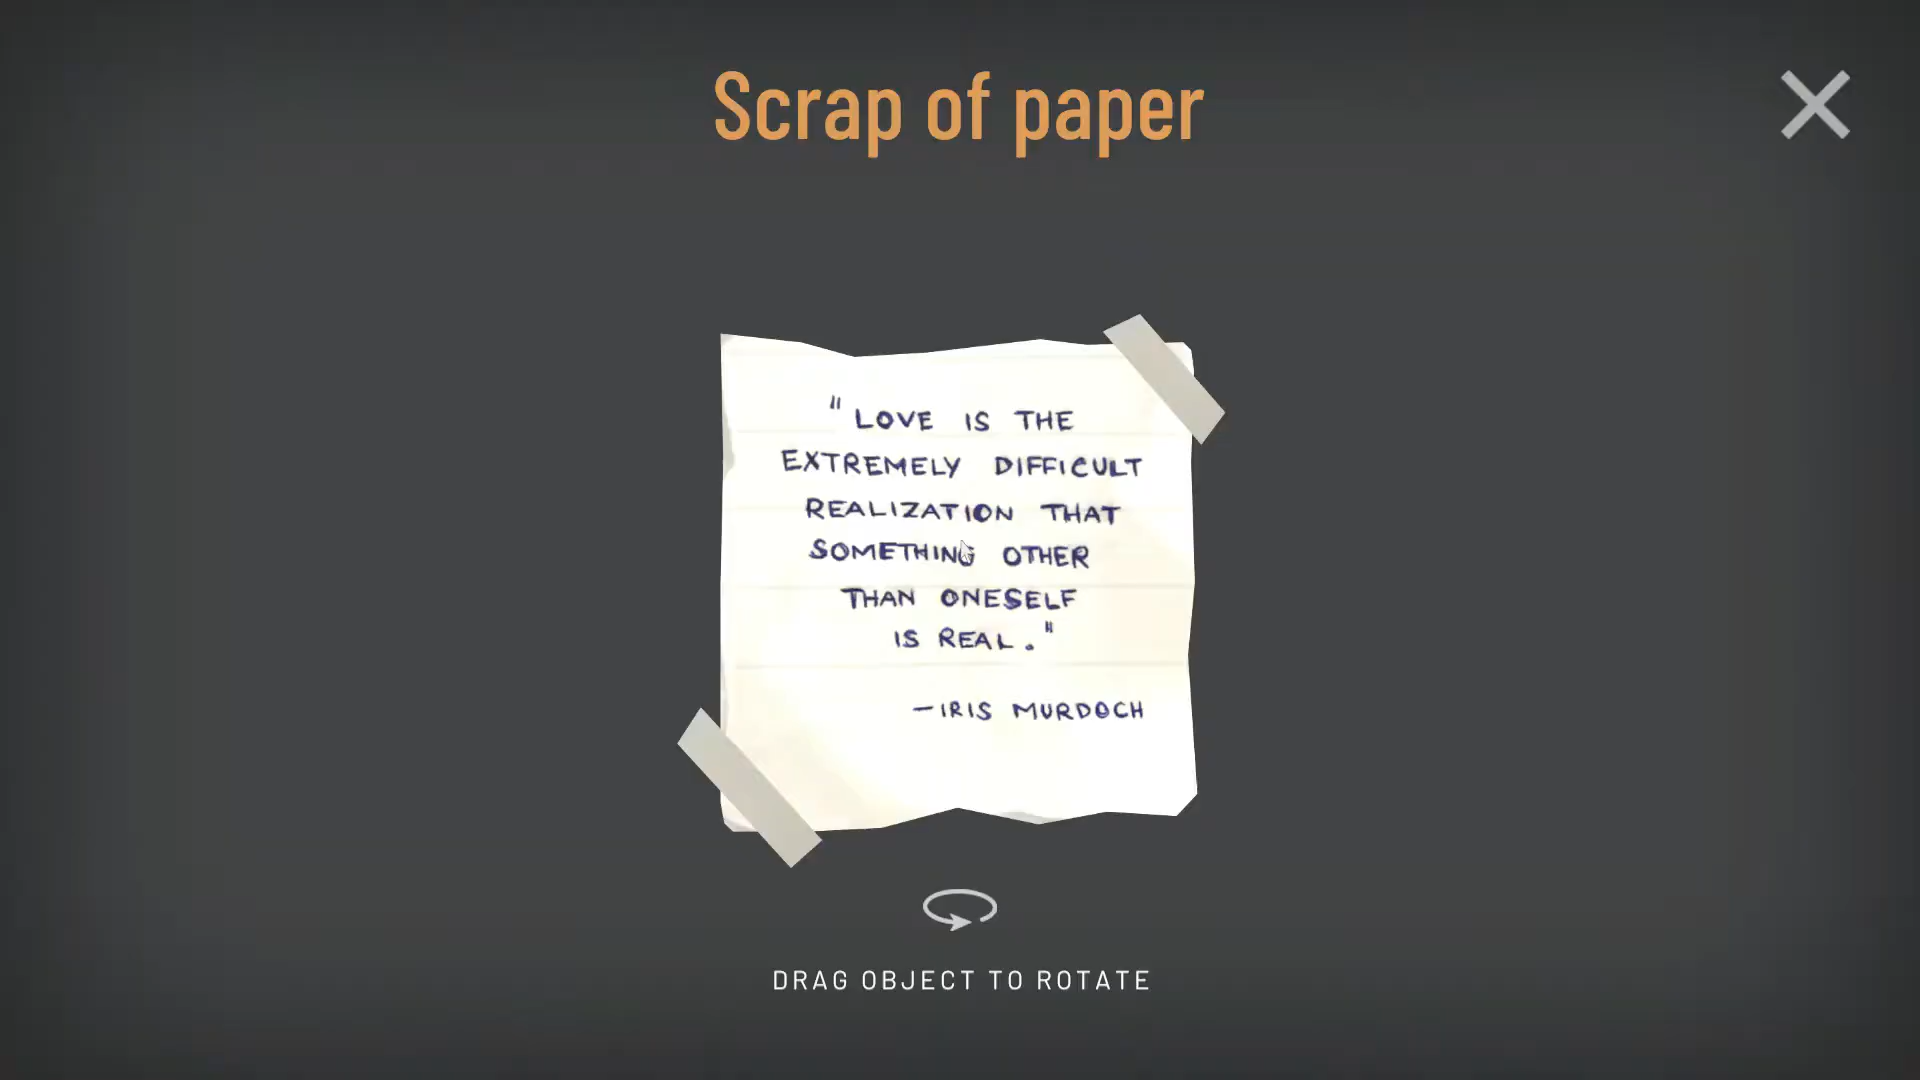 Scrap of paper
"LOVE IS THE
EXTREMELY DIFFICULT
REALIZATION THAT
SOMETHING OTHER
THAN ONESELF
IS REAL."
—IRIS MURDOCH
DRAG OBJECT TO ROTATE